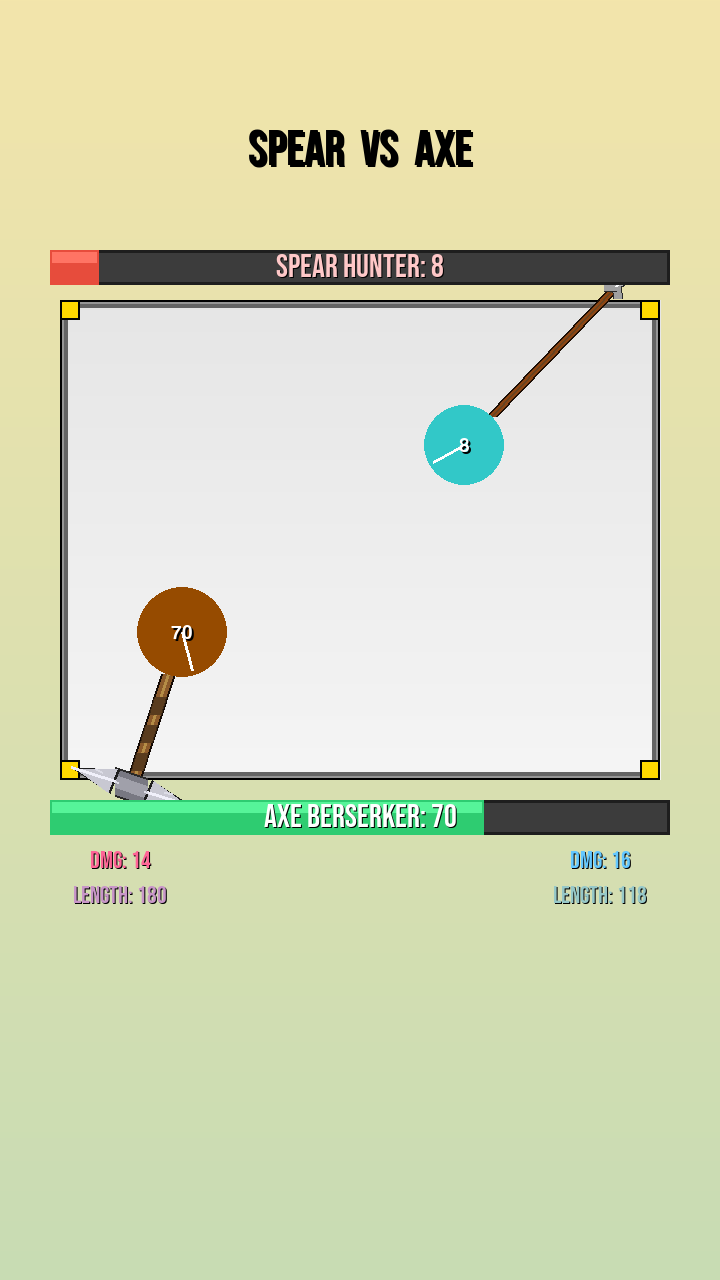 SPEAR VS AXE
SPEAR HUNTER: 8
8
70
AXE BERSERKER: 70
DMG: 14
DMG: 16
LENGTH: 180
LENGTH: 118